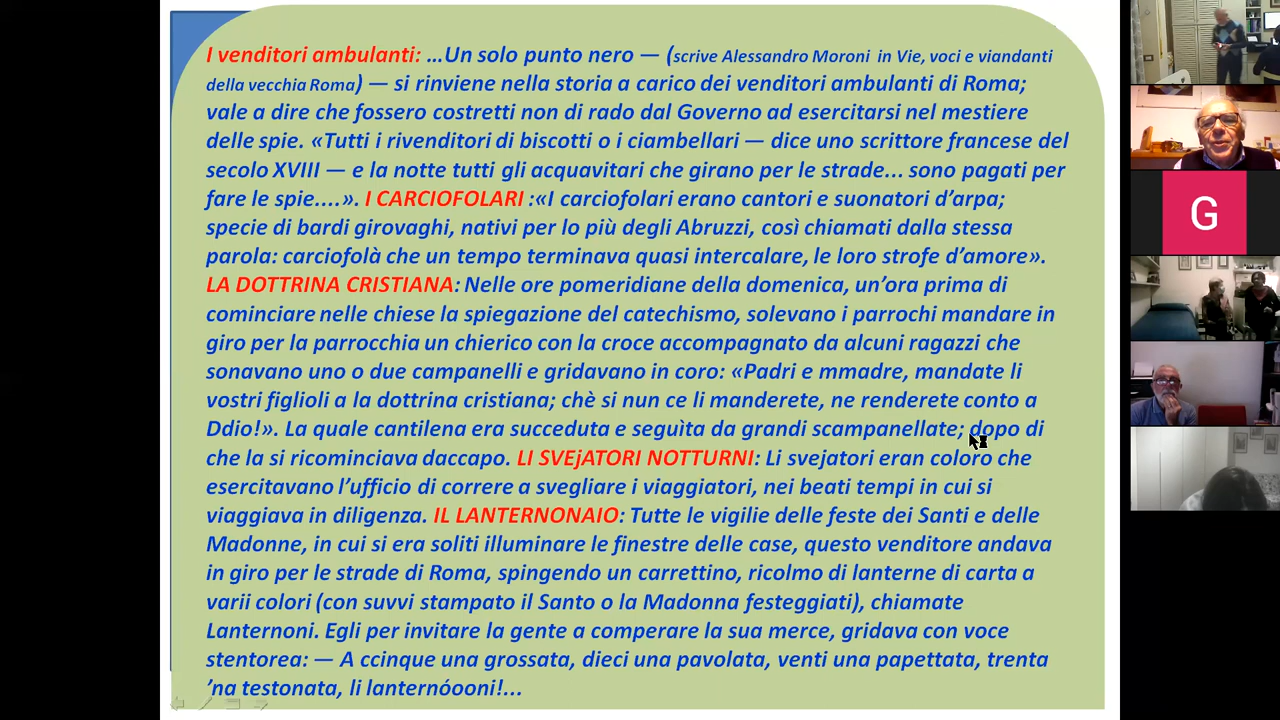 I venditori ambulanti: …Un solo punto nero — (scrive Alessandro Moroni in Vie, voci e viandanti
della vecchia Roma) — si rinviene nella storia a carico dei venditori ambulanti di Roma;
vale a dire che fossero costretti non di rado dal Governo ad esercitarsi nel mestiere
delle spie. «Tutti i rivenditori di biscotti o i ciambellari — dice uno scrittore francese del
secolo XVIII — e la notte tutti gli acquavitari che girano per le strade... sono pagati per
fare le spie....». I CARCIOFOLARI :«I carciofolari erano cantori e suonatori d’arpa;
specie di bardi girovaghi, nativi per lo più degli Abruzzi, così chiamati dalla stessa
parola: carciofolà che un tempo terminava quasi intercalare, le loro strofe d’amore».
LA DOTTRINA CRISTIANA: Nelle ore pomeridiane della domenica, un’ora prima di
cominciare nelle chiese la spiegazione del catechismo, solevano i parrochi mandare in
giro per la parrocchia un chierico con la croce accompagnato da alcuni ragazzi che
sonavano uno o due campanelli e gridavano in coro: «Padri e mmadre, mandate li
vostri figlioli a la dottrina cristiana; chè si nun ce li manderete, ne renderete conto a
Ddio!». La quale cantilena era succeduta e seguìta da grandi scampanellate; dopo di
che la si ricominciava daccapo. LI SVEjATORI NOTTURNI: Li svejatori eran coloro che
esercitavano l’ufficio di correre a svegliare i viaggiatori, nei beati tempi in cui si
viaggiava in diligenza. IL LANTERNONAIO: Tutte le vigilie delle feste dei Santi e delle
Madonne, in cui si era soliti illuminare le finestre delle case, questo venditore andava
in giro per le strade di Roma, spingendo un carrettino, ricolmo di lanterne di carta a
varii colori (con suvvi stampato il Santo o la Madonna festeggiati), chiamate
Lanternoni. Egli per invitare la gente a comperare la sua merce, gridava con voce
stentorea: — A ccinque una grossata, dieci una pavolata, venti una papettata, trenta
’na testonata, li lanternóooni!...
G